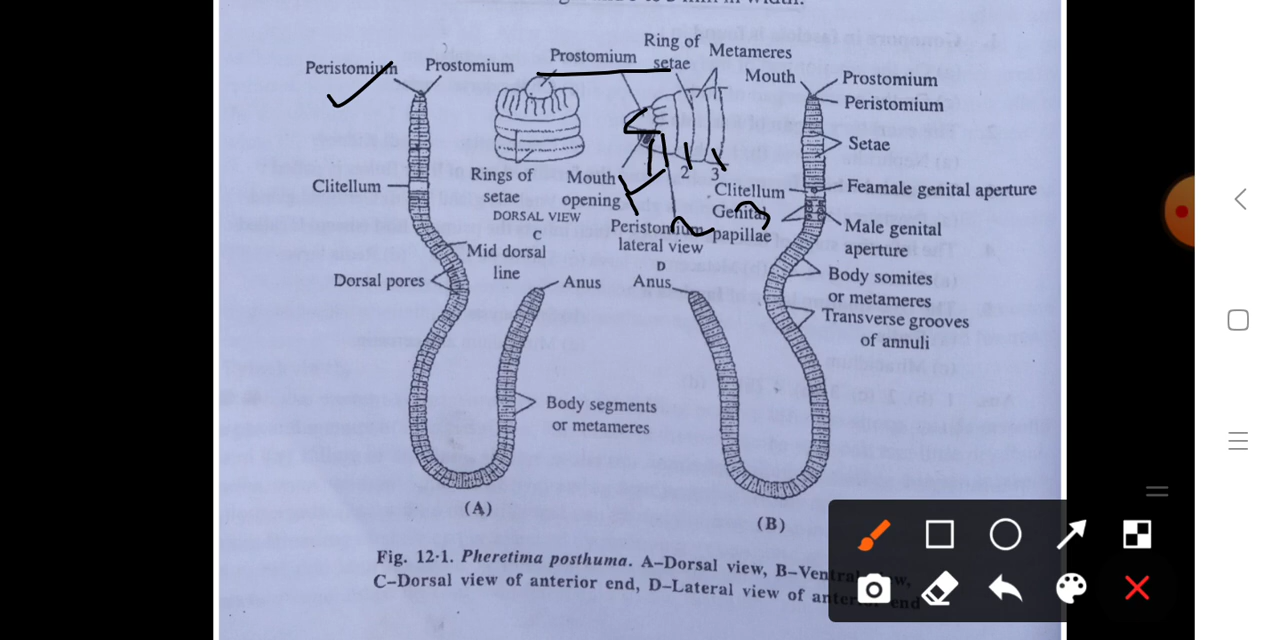 Peristomium
Prostomium
Prostomium
Ring of
setae
Metameres
Mouth
Prostomium
Peristomium
Setae
Clitellum
Rings of
setae
DORSAL VIEW
C
Mouth
opening
2
3
Peristomium
lateral view
D
Clitellum
Genital
papillae
Feamale genital aperture
Male genital
aperture
Mid dorsal
line
Dorsal pores
Anus
Anus
Body somites
or metameres
Transverse grooves
of annuli
Body segments
or metameres
(A)
(B)
Fig. 12·1. Pheretima posthuma. A–Dorsal view, B–Ventral view,
C–Dorsal view of anterior end, D–Lateral view of anterior end